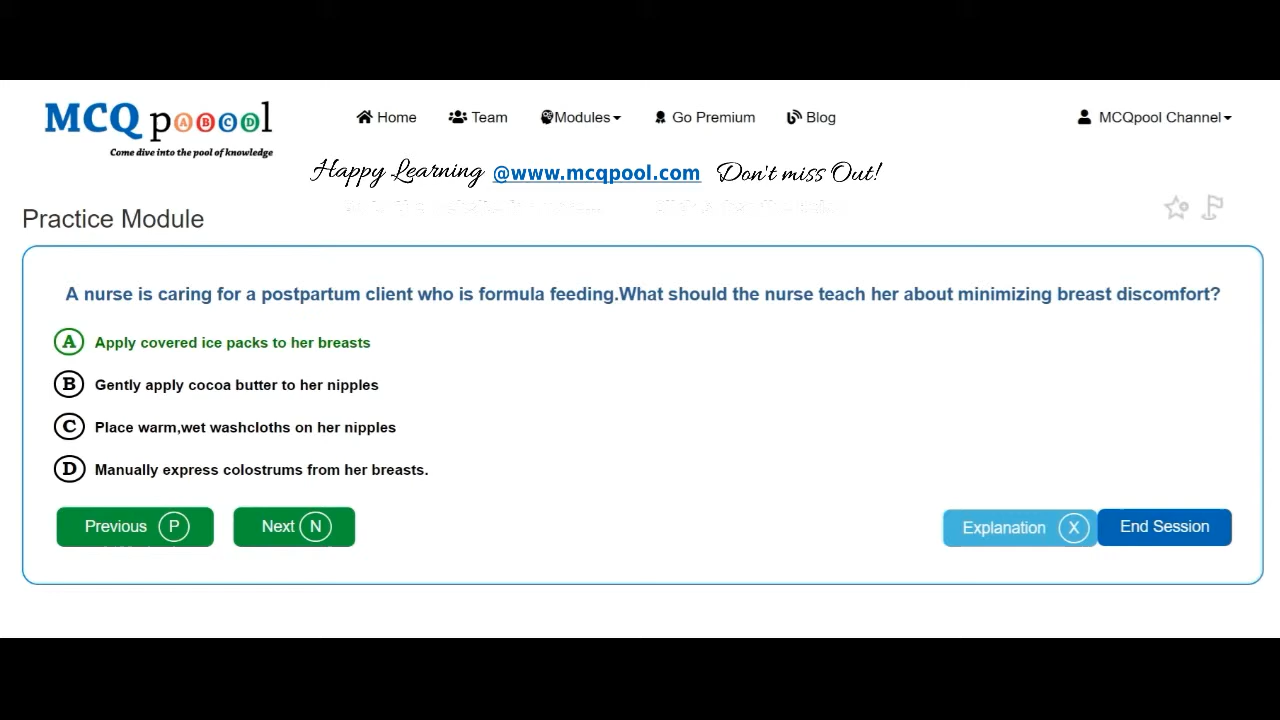 MCQ pooool
Come dive into the pool of knowledge
Home Team Modules Go Premium Blog MCQpool Channel
Happy Learning @www.mcqpool.com Don't miss Out!
Practice Module
A nurse is caring for a postpartum client who is formula feeding.What should the nurse teach her about minimizing breast discomfort?
A Apply covered ice packs to her breasts
B Gently apply cocoa butter to her nipples
C Place warm,wet washcloths on her nipples
D Manually express colostrums from her breasts.
Previous P Next N Explanation X End Session